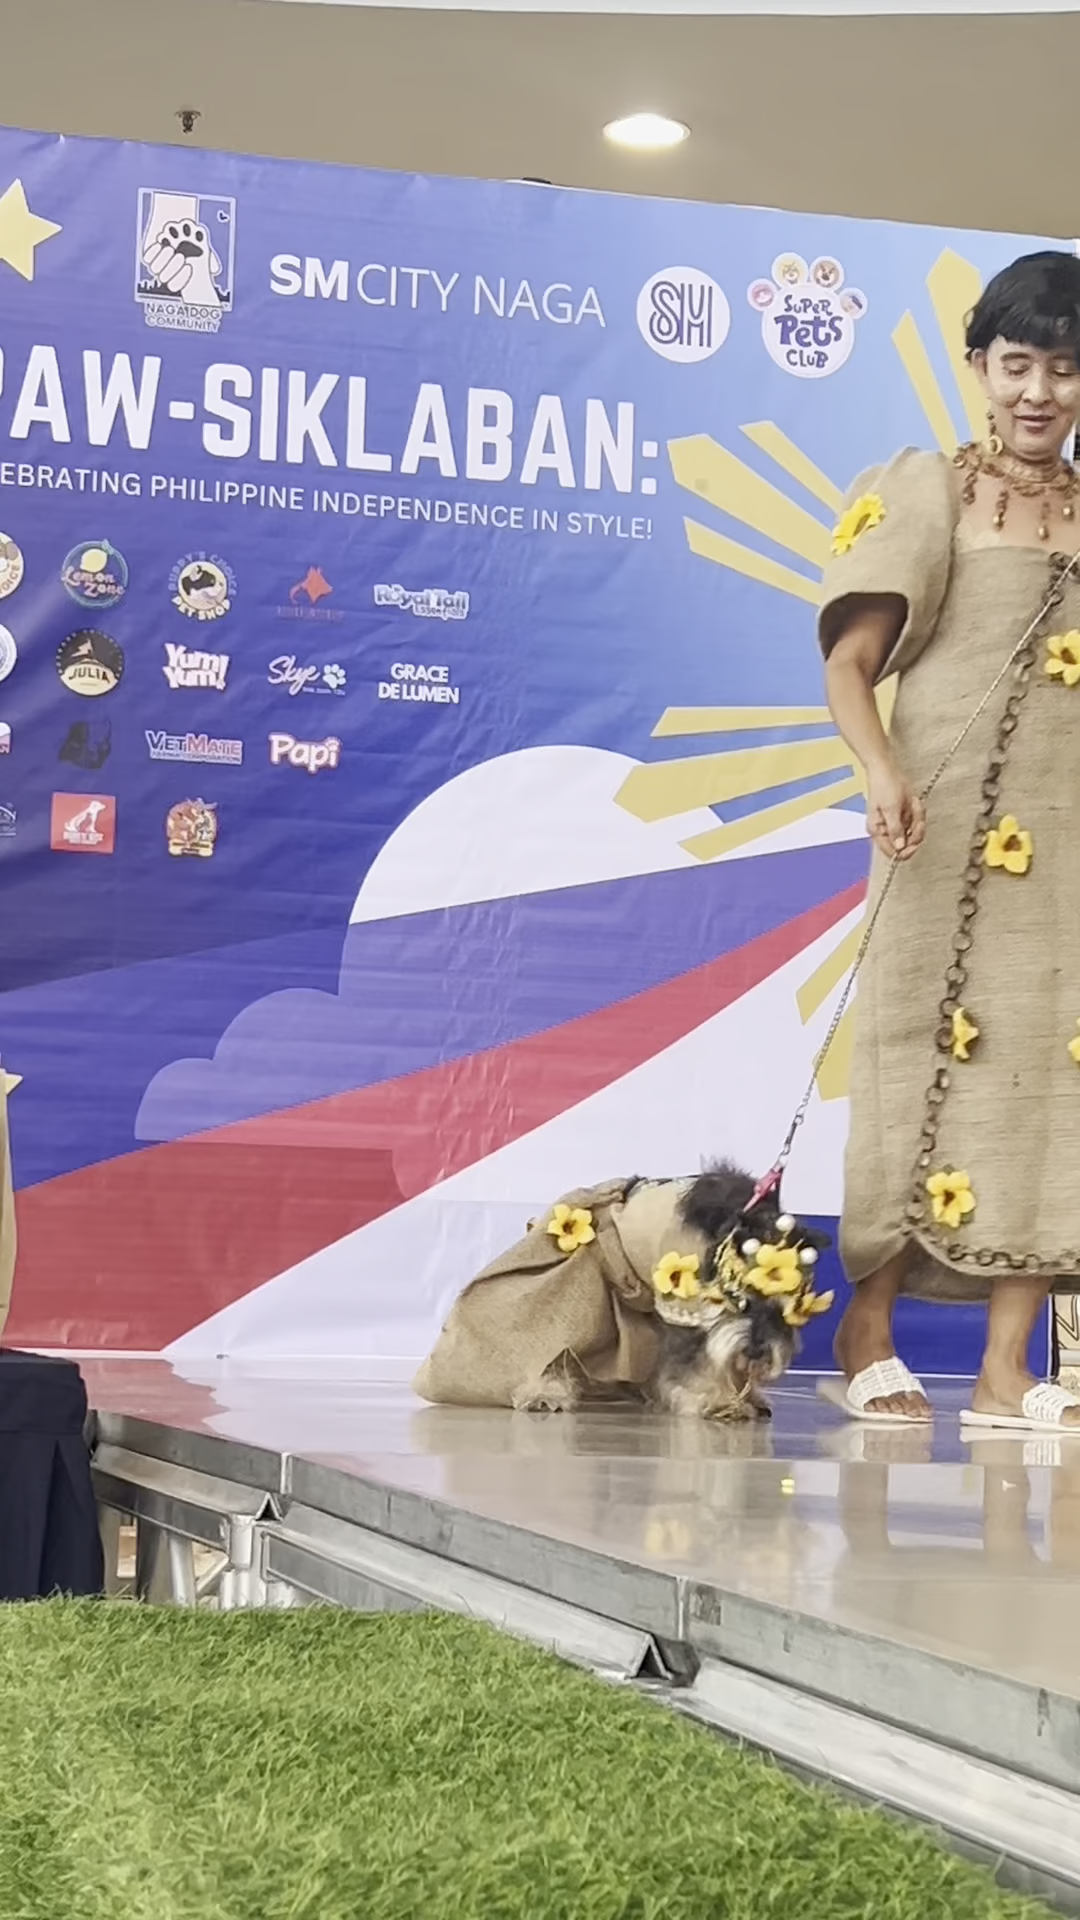 NAGA DOG
COMMUNITY
SM CITY NAGA
SM
SUPER
PETS
CLUB
PAW-SIKLABAN:
EBRATING PHILIPPINE INDEPENDENCE IN STYLE!
Lemon
Zone
PUPPY'S CHOICE
PET SHOP
Royal Tail
JULIA
Yum!
Yum!
Skye
GRACE
DE LUMEN
VETMATE
Papi